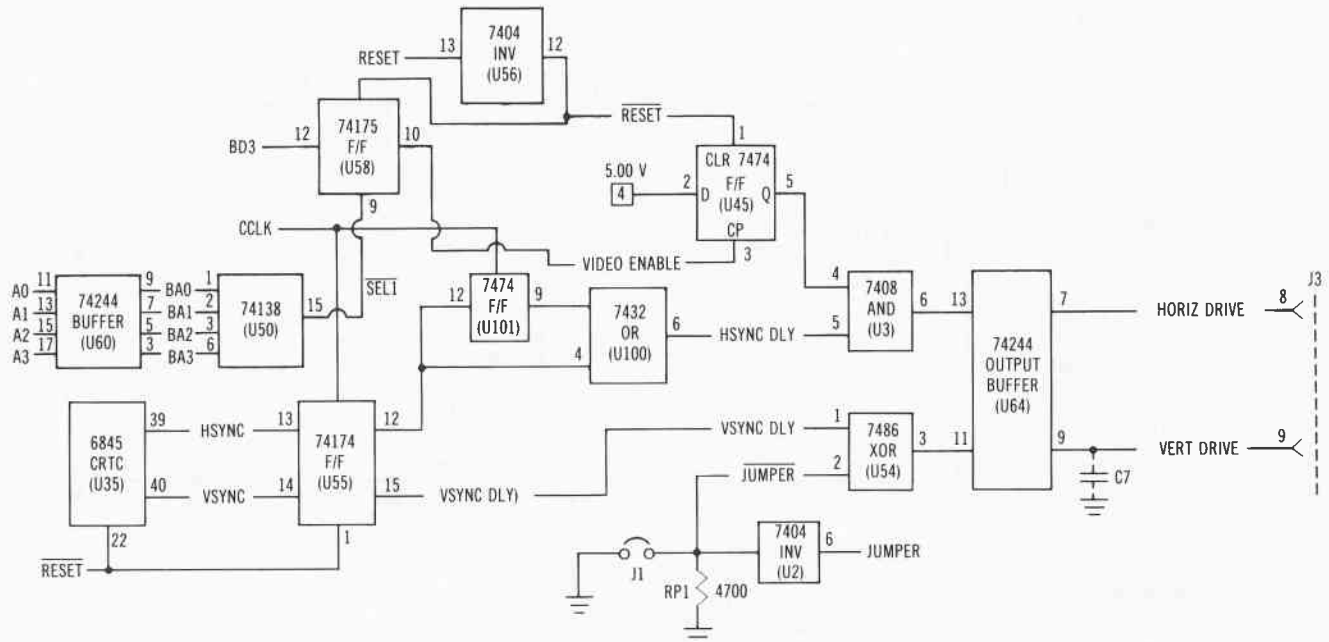 7404
INV
(U56)
RESET
13
12
74175
F/F
(U58)
BD3
12
10
9
RESET
1
CLR 7474
F/F
(U45)
D
Q
CP
5.00 V
4
2
5
3
CCLK
VIDEO ENABLE
SEL1
A0 11
A1 13
A2 15
A3 17
74244
BUFFER
(U60)
9 BA0 1
7 BA1 2
5 BA2 3
3 BA3 6
74138
(U50)
15
12
7474
F/F
(U101)
9
4
7432
OR
(U100)
6
HSYNC DLY
4
5
7408
AND
(U3)
6
13
74244
OUTPUT
BUFFER
(U64)
7
HORIZ DRIVE
8
J3
6845
CRTC
(U35)
39
HSYNC
13
40
VSYNC
14
22
RESET
74174
F/F
(U55)
12
15
1
VSYNC DLY)
VSYNC DLY
1
JUMPER
2
7486
XOR
(U54)
3
11
9
VERT DRIVE
9
C7
J1
RP1
4700
7404
INV
(U2)
6
JUMPER